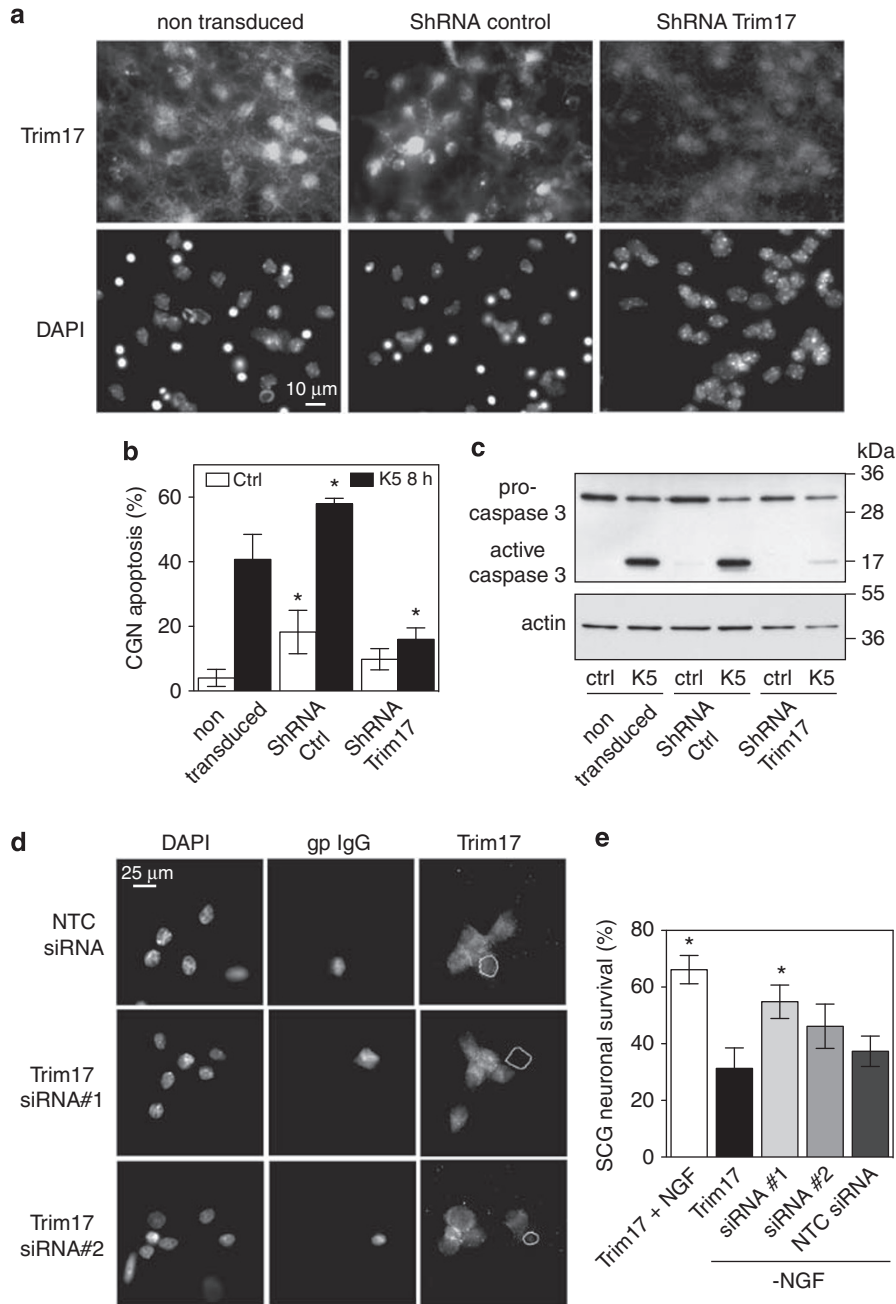 a
non transduced
ShRNA control
ShRNA Trim17
Trim17
DAPI
10 μm
b
CGN apoptosis (%)
60
40
20
0
Ctrl
K5 8 h
*
*
*
non transduced
ShRNA Ctrl
ShRNA Trim17
c
kDa
pro-
caspase 3
active
caspase 3
actin
36
28
17
55
36
ctrl K5 ctrl K5 ctrl K5
non transduced
ShRNA Ctrl
ShRNA Trim17
d
DAPI
gp IgG
Trim17
25 μm
NTC
siRNA
Trim17
siRNA#1
Trim17
siRNA#2
e
SCG neuronal survival (%)
80
60
40
20
0
*
*
Trim17 + NGF
Trim17
siRNA #1
siRNA #2
NTC siRNA
-NGF